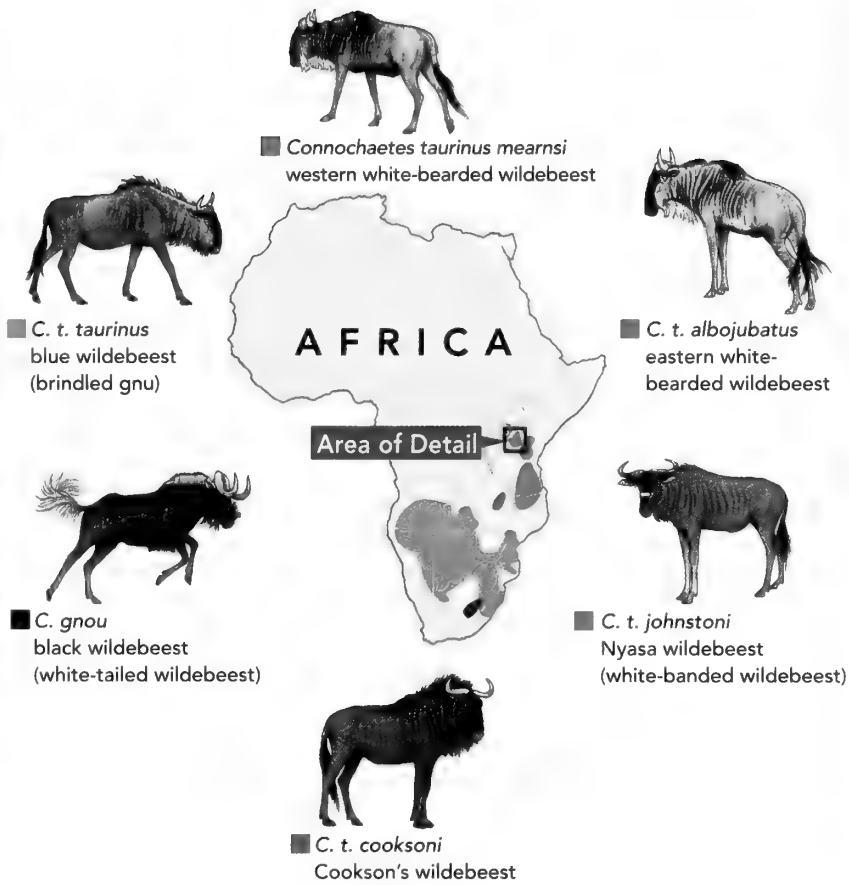 Connochaetes taurinus mearnsi
western white-bearded wildebeest
C. t. taurinus
blue wildebeest
(brindled gnu)
AFRICA
C. t. albojubatus
eastern white-
bearded wildebeest
Area of Detail
C. gnou
black wildebeest
(white-tailed wildebeest)
C. t. johnstoni
Nyasa wildebeest
(white-banded wildebeest)
C. t. cooksoni
Cookson's wildebeest